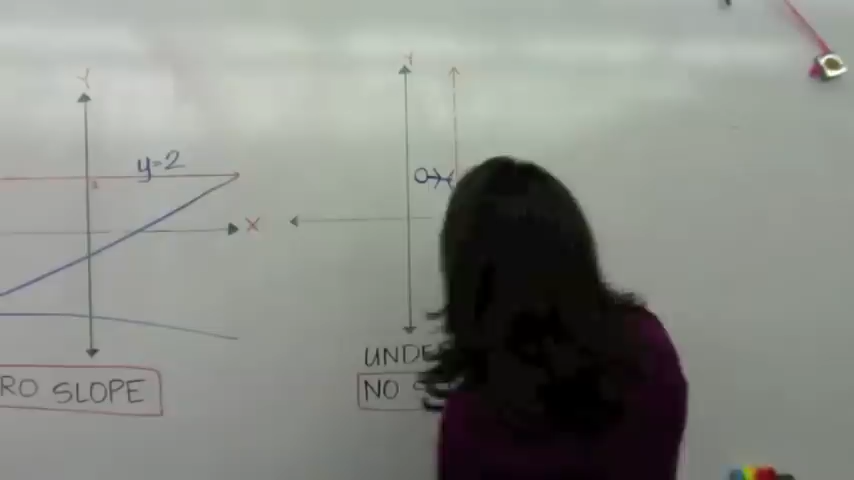 Y
y=2
X
RO SLOPE
Y
UNDE
NO S